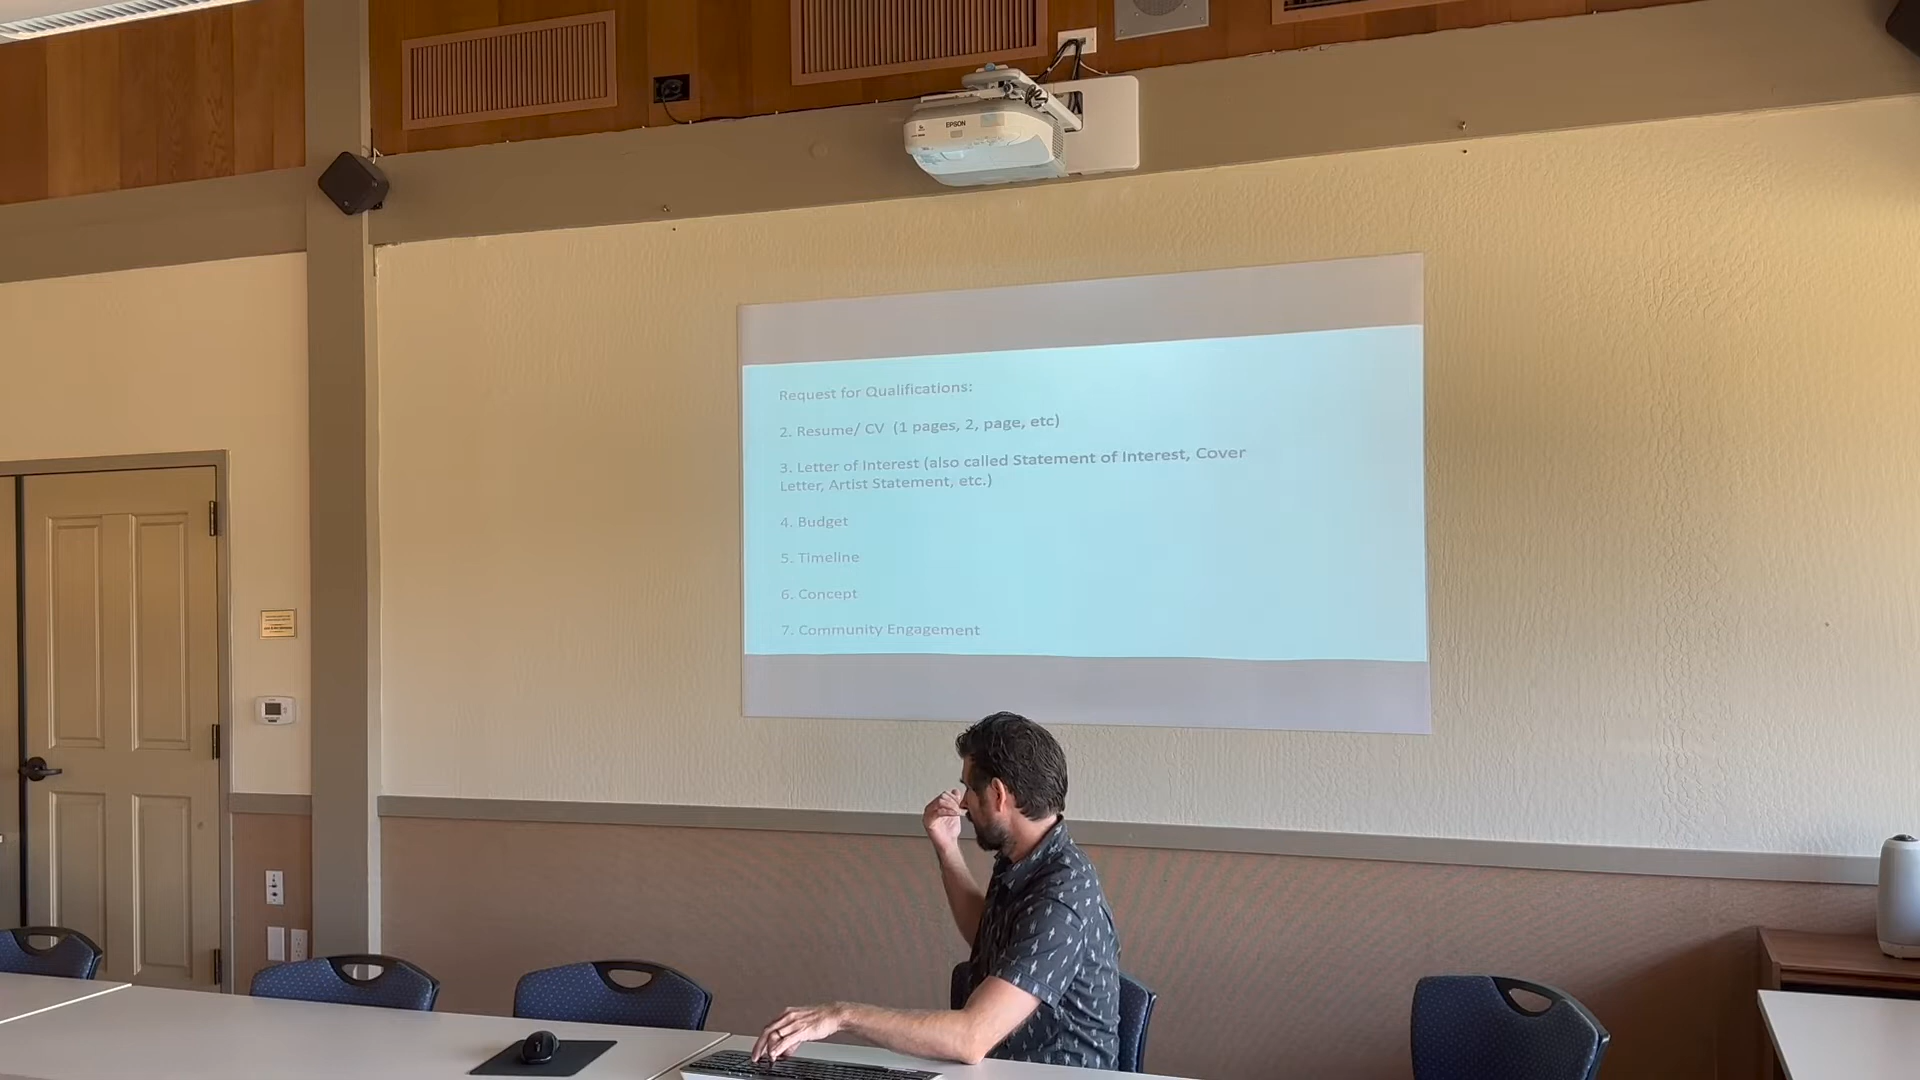 EPSON
Request for Qualifications:
2. Resume/ CV  (1 pages, 2, page, etc)
3. Letter of Interest (also called Statement of Interest, Cover
Letter, Artist Statement, etc.)
4. Budget
5. Timeline
6. Concept
7. Community Engagement